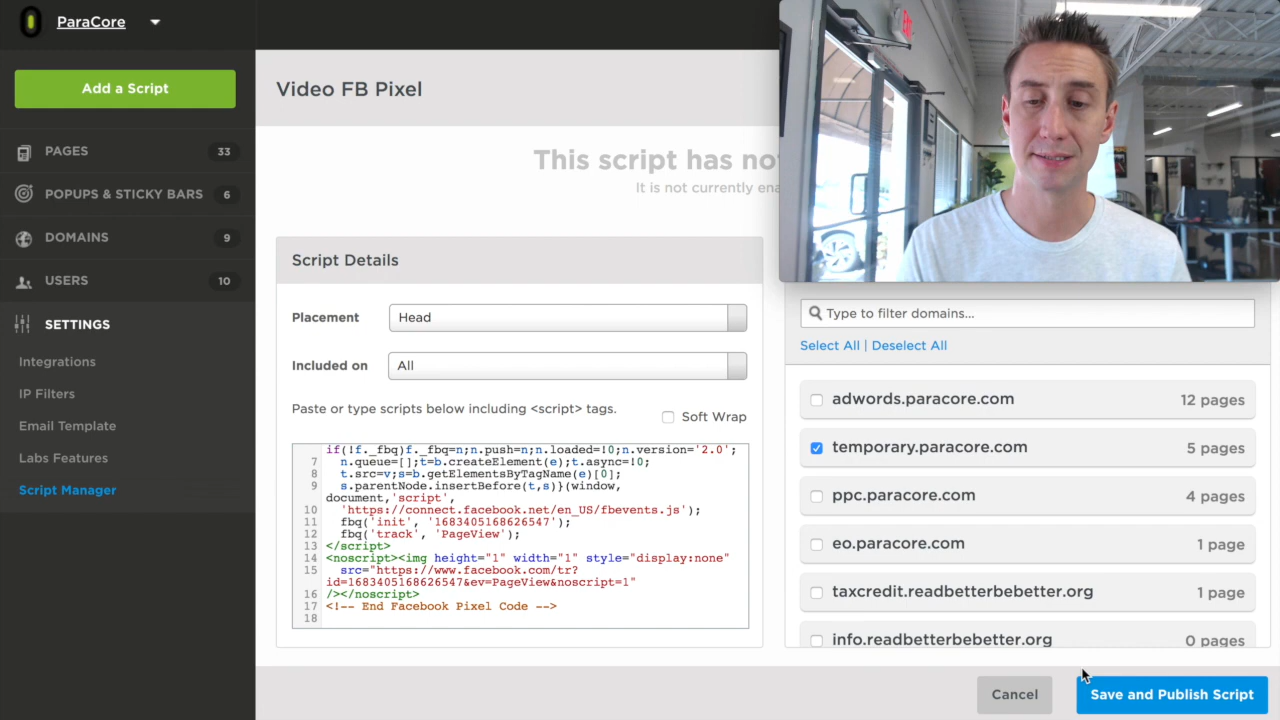 ParaCore
Add a Script
PAGES 33
POPUPS & STICKY BARS 6
DOMAINS 9
USERS 10
SETTINGS
Integrations
IP Filters
Email Template
Labs Features
Script Manager
Video FB Pixel
This script has no
It is not currently ena
Script Details
Placement Head
Included on All
Paste or type scripts below including <script> tags.
Soft Wrap
if(!f._fbq)f._fbq=n;n.push=n;n.loaded=!0;n.version='2.0';
7 n.queue=[];t=b.createElement(e);t.async=!0;
8 t.src=v;s=b.getElementsByTagName(e)[0];
9 s.parentNode.insertBefore(t,s)}(window,
document,'script',
10 'https://connect.facebook.net/en_US/fbevents.js');
11 fbq('init', '1683405168626547');
12 fbq('track', 'PageView');
13 </script>
14 <noscript><img height="1" width="1" style="display:none"
15 src="https://www.facebook.com/tr?
id=1683405168626547&ev=PageView&noscript=1"
16 /></noscript>
17 <!-- End Facebook Pixel Code -->
18
Type to filter domains...
Select All | Deselect All
adwords.paracore.com 12 pages
temporary.paracore.com 5 pages
ppc.paracore.com 4 pages
eo.paracore.com 1 page
taxcredit.readbetterbebetter.org 1 page
info.readbetterbebetter.org 0 pages
Cancel
Save and Publish Script